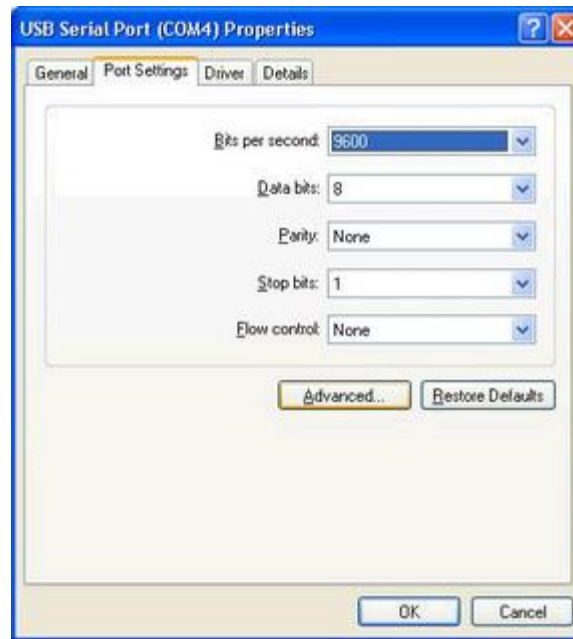 USB Serial Port (COM4) Properties
General Port Settings Driver Details
Bits per second: 9600
Data bits: 8
Parity: None
Stop bits: 1
Flow control: None
Advanced... Restore Defaults
OK Cancel